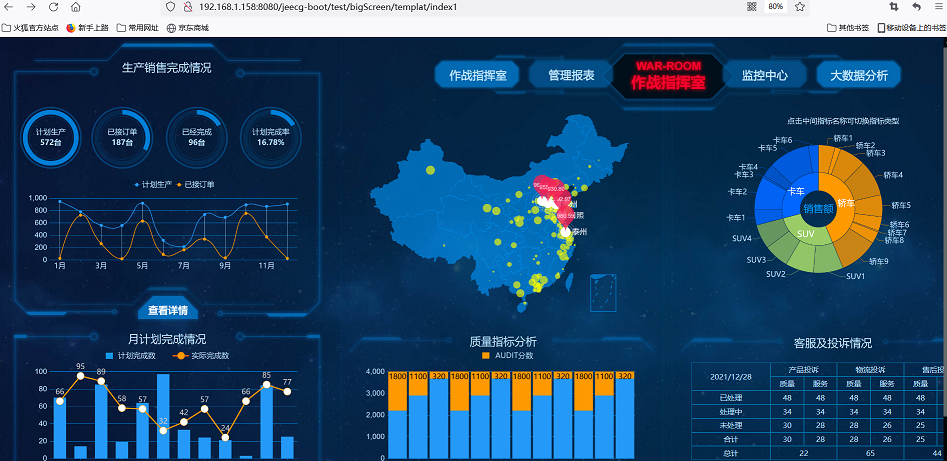 192.168.1.158:8080/jeecg-boot/test/bigScreen/templat/index1
80%
火狐官方站点 新手上路 常用网址 京东商城 其他书签 移动设备上的书签
生产销售完成情况
计划生产
572台
已接订单
187台
已经完成
96台
计划完成率
16.78%
计划生产 已接订单
1,000
800
600
400
200
0
1月 3月 5月 7月 9月 11月
查看详情
月计划完成情况
计划完成数 实际完成数
100
80
60
40
20
0
66 95 89 58 57 32 42 57 24 66 85 77
作战指挥室 管理报表
WAR-ROOM
作战指挥室
监控中心 大数据分析
泰州
质量指标分析
AUDIT分数
4,000
3,000
2,000
1,000
0
1800 1100 320 1800 1100 320 1800 1100 320 1800 1100 320
点击中间指标名称可切换指标类型
卡车6
卡车5
卡车4
卡车3
卡车2
卡车1
SUV4
SUV3
SUV2
SUV1
轿车1
轿车2
轿车3
轿车4
轿车5
轿车6
轿车7
轿车8
轿车9
卡车
轿车
SUV
销售额
客服及投诉情况
2021/12/28 产品投诉 物流投诉 售后投
质量 服务 质量 服务 质量
已处理 48 48 48 48 48
处理中 34 34 34 34 34
未处理 30 28 28 26 25
合计 30 28 28 26 25
总计 22 65 44